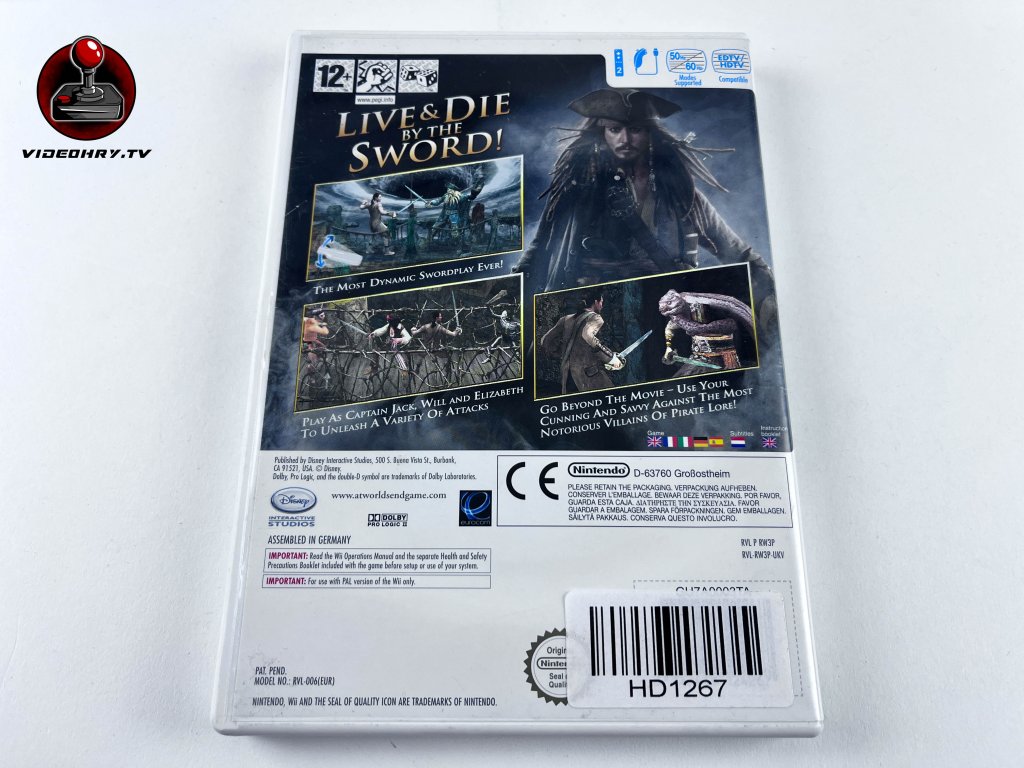 VIDEOHRY.TV
12+
www.pegi.info
2
50Hz
60Hz
Modes
Supported
EDTV/
HDTV
Compatible
LIVE & DIE
BY THE
SWORD!
THE MOST DYNAMIC SWORDPLAY EVER!
PLAY AS CAPTAIN JACK, WILL AND ELIZABETH
TO UNLEASH A VARIETY OF ATTACKS
GO BEYOND THE MOVIE – USE YOUR
CUNNING AND SAVVY AGAINST THE MOST
NOTORIOUS VILLAINS OF PIRATE LORE!
Game
Subtitles
Instruction
booklet
Published by Disney Interactive Studios, 500 S. Buena Vista St., Burbank,
CA 91521, USA. © Disney.
Dolby, Pro Logic, and the double-D symbol are trademarks of Dolby Laboratories.
Disney
INTERACTIVE
STUDIOS
www.atworldsendgame.com
DOLBY
PRO LOGIC II
eurocom
CE
Nintendo D-63760 Großostheim
PLEASE RETAIN THE PACKAGING. VERPACKUNG AUFHEBEN.
CONSERVER L'EMBALLAGE. BEWAAR DEZE VERPAKKING. POR FAVOR,
GUARDAR ESTA CAJA. ΔΙΑΤΗΡΗΣΤΕ ΤΗΝ ΣΥΣΚΕΥΑΣΙΑ. FAVOR
GUARDAR A EMBALAGEM. SPARA FÖRPACKNINGEN. GEM EMBALLAGEN.
SÄILYTÄ PAKKAUS. CONSERVA QUESTO INVOLUCRO.
ASSEMBLED IN GERMANY
IMPORTANT: Read the Wii Operations Manual and the separate Health and Safety
Precautions Booklet included with the game before setup or use of your system.
IMPORTANT: For use with PAL version of the Wii only.
RVL P RW3P
RVL-RW3P-UKV
Nintendo
HD1267
PAT. PEND.
MODEL NO.: RVL-006(EUR)
NINTENDO, Wii AND THE SEAL OF QUALITY ICON ARE TRADEMARKS OF NINTENDO.